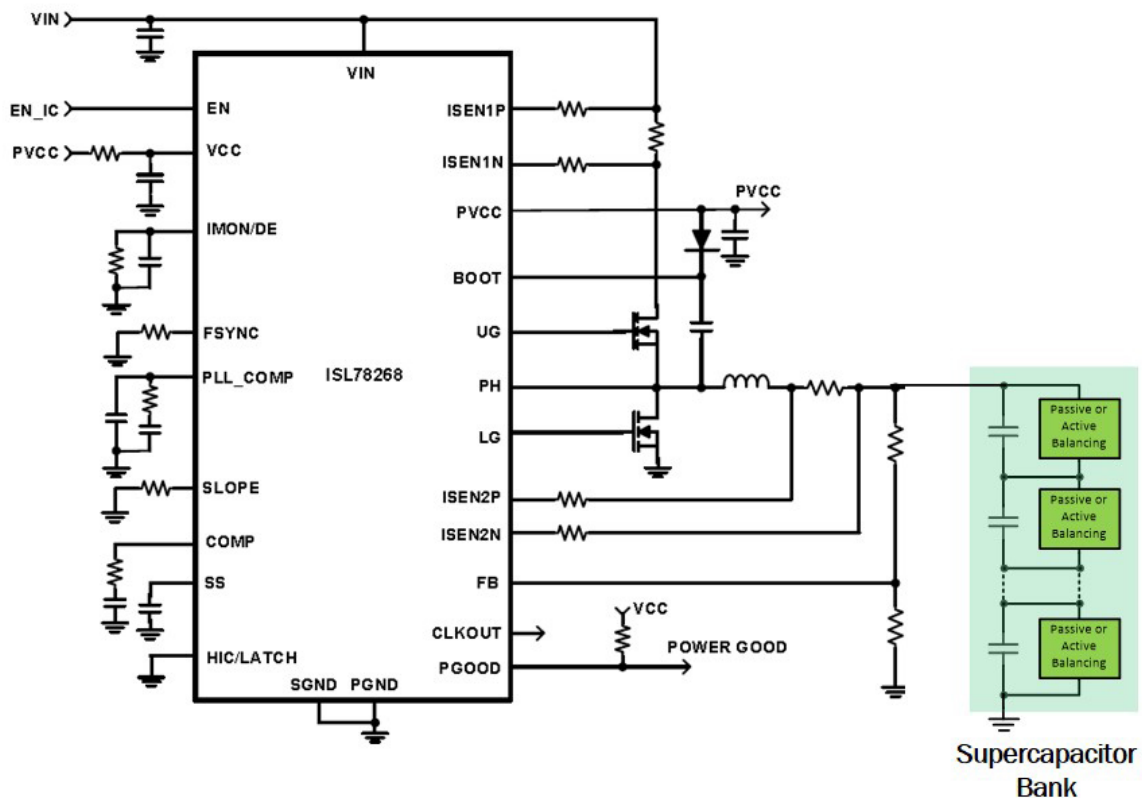 VIN
VIN
EN_IC
EN
ISEN1P
PVCC
VCC
ISEN1N
PVCC
PVCC
IMON/DE
BOOT
FSYNC
UG
ISL78268
PLL_COMP
PH
LG
Passive or
Active
Balancing
SLOPE
ISEN2P
Passive or
Active
Balancing
COMP
ISEN2N
SS
FB
VCC
CLKOUT
POWER GOOD
Passive or
Active
Balancing
HIC/LATCH
PGOOD
SGND PGND
Supercapacitor
Bank